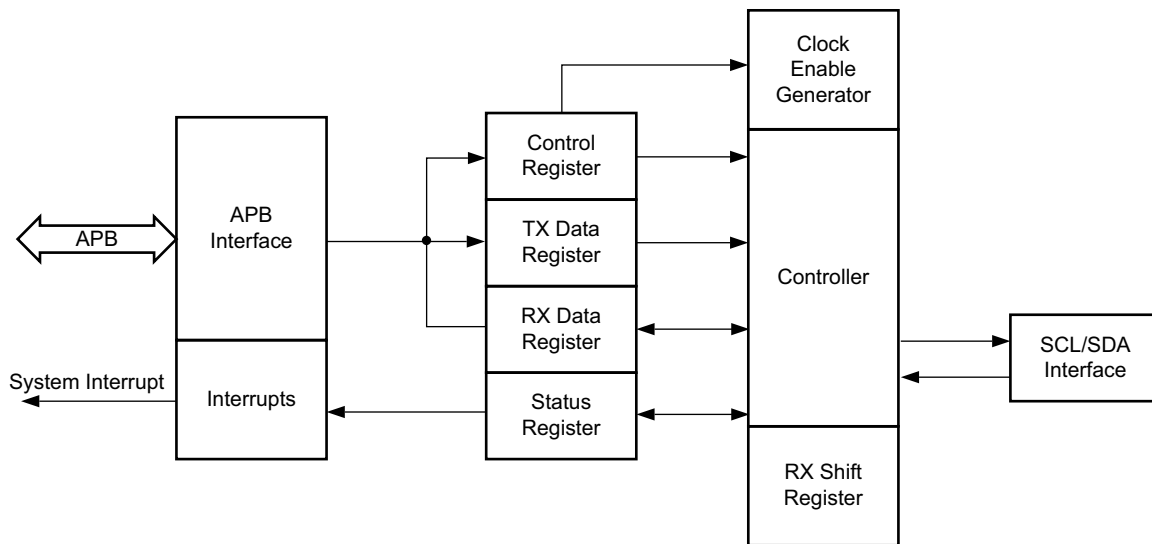 APB
System Interrupt
APB
Interface
Interrupts
Control
Register
TX Data
Register
RX Data
Register
Status
Register
Clock
Enable
Generator
Controller
RX Shift
Register
SCL/SDA
Interface